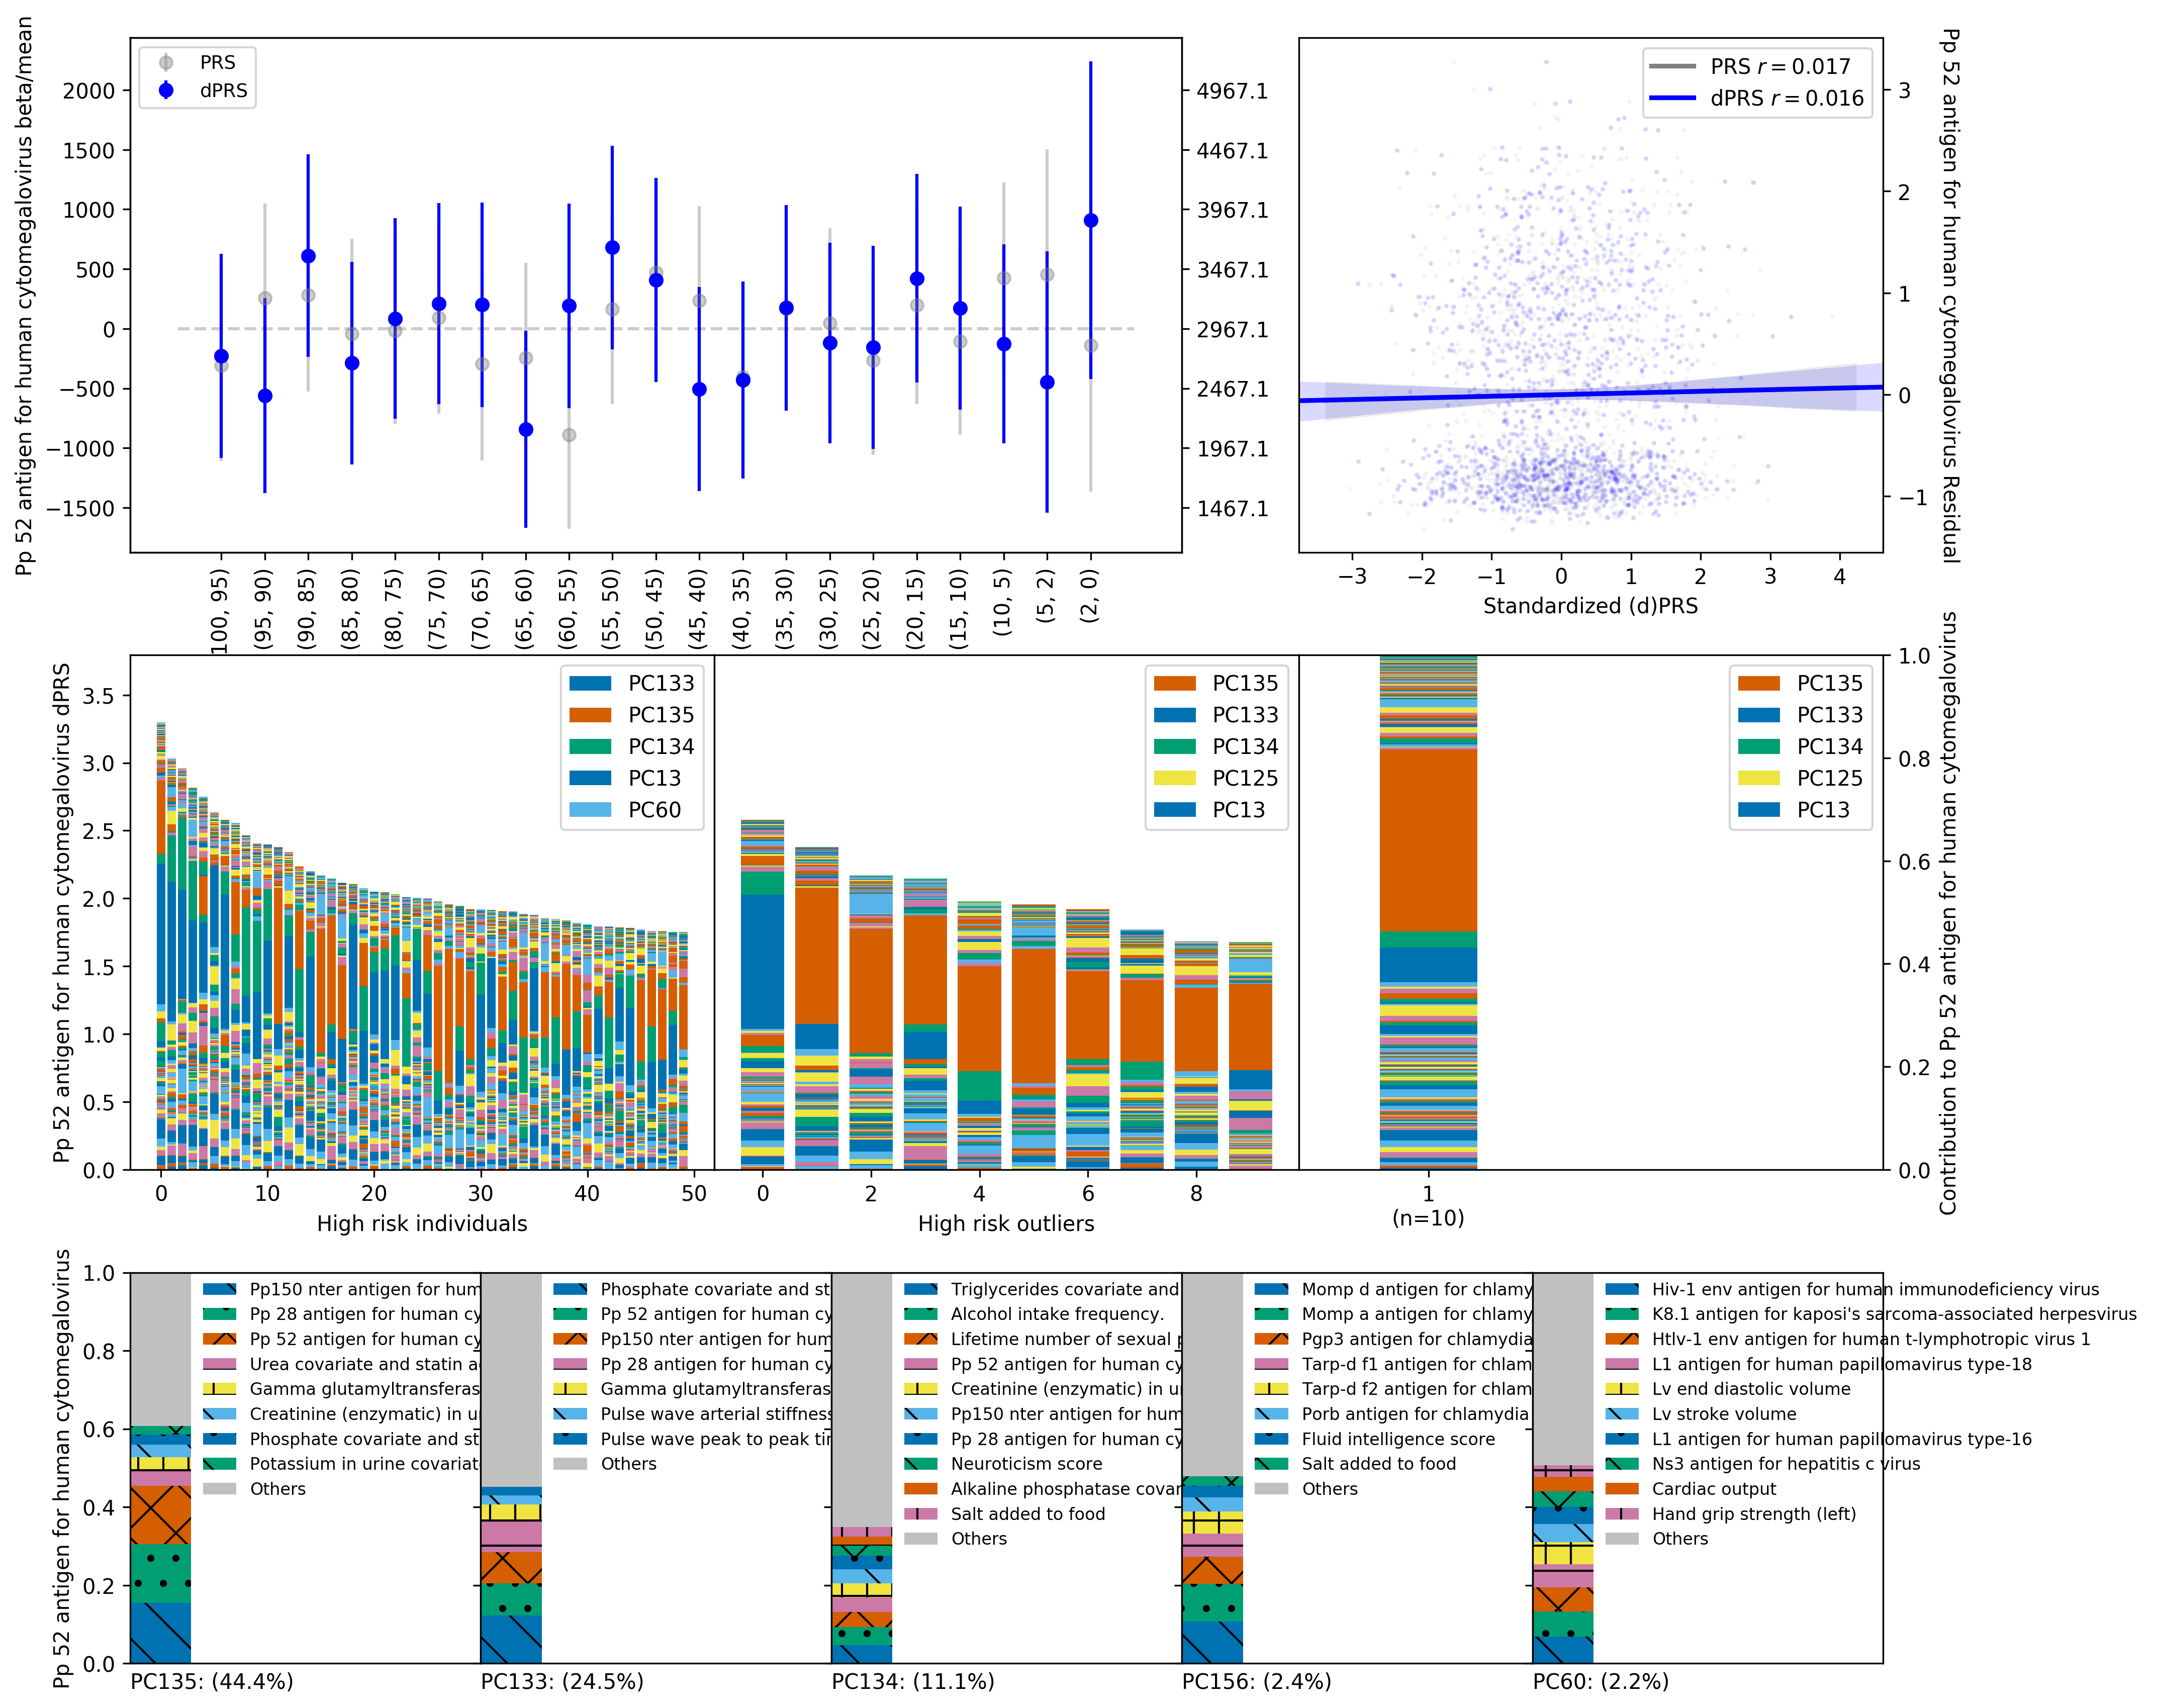 Pp 52 antigen for human cytomegalovirus beta/mean
PRS
dPRS
2000
1500
1000
500
0
−500
−1000
−1500
4967.1
4467.1
3967.1
3467.1
2967.1
2467.1
1967.1
1467.1
100, 95)
(95, 90)
(90, 85)
(85, 80)
(80, 75)
(75, 70)
(70, 65)
(65, 60)
(60, 55)
(55, 50)
(50, 45)
(45, 40)
(40, 35)
(35, 30)
(30, 25)
(25, 20)
(20, 15)
(15, 10)
(10, 5)
(5, 2)
(2, 0)
PRS r = 0.017
dPRS r = 0.016
3
2
1
0
−1
Pp 52 antigen for human cytomegalovirus Residual
−3 −2 −1 0 1 2 3 4
Standardized (d)PRS
Pp 52 antigen for human cytomegalovirus dPRS
3.5
3.0
2.5
2.0
1.5
1.0
0.5
0.0
PC133
PC135
PC134
PC13
PC60
0 10 20 30 40 50
High risk individuals
PC135
PC133
PC134
PC125
PC13
0 2 4 6 8
High risk outliers
PC135
PC133
PC134
PC125
PC13
1
(n=10)
1.0
0.8
0.6
0.4
0.2
0.0
Contribution to Pp 52 antigen for human cytomegalovirus
Pp 52 antigen for human cytomegalovirus
1.0
0.8
0.6
0.4
0.2
0.0
Pp150 nter antigen for hum
Pp 28 antigen for human cy
Pp 52 antigen for human cy
Urea covariate and statin a
Gamma glutamyltransferas
Creatinine (enzymatic) in u
Phosphate covariate and st
Potassium in urine covariat
Others
PC135: (44.4%)
Phosphate covariate and st
Pp 52 antigen for human cy
Pp150 nter antigen for hum
Pp 28 antigen for human cy
Gamma glutamyltransferas
Pulse wave arterial stiffness
Pulse wave peak to peak tir
Others
PC133: (24.5%)
Triglycerides covariate and
Alcohol intake frequency.
Lifetime number of sexual p
Pp 52 antigen for human cy
Creatinine (enzymatic) in u
Pp150 nter antigen for hum
Pp 28 antigen for human cy
Neuroticism score
Alkaline phosphatase covar
Salt added to food
Others
PC134: (11.1%)
Momp d antigen for chlamy
Momp a antigen for chlamy
Pgp3 antigen for chlamydia
Tarp-d f1 antigen for chlam
Tarp-d f2 antigen for chlam
Porb antigen for chlamydia
Fluid intelligence score
Salt added to food
Others
PC156: (2.4%)
Hiv-1 env antigen for human immunodeficiency virus
K8.1 antigen for kaposi's sarcoma-associated herpesvirus
Htlv-1 env antigen for human t-lymphotropic virus 1
L1 antigen for human papillomavirus type-18
Lv end diastolic volume
Lv stroke volume
L1 antigen for human papillomavirus type-16
Ns3 antigen for hepatitis c virus
Cardiac output
Hand grip strength (left)
Others
PC60: (2.2%)